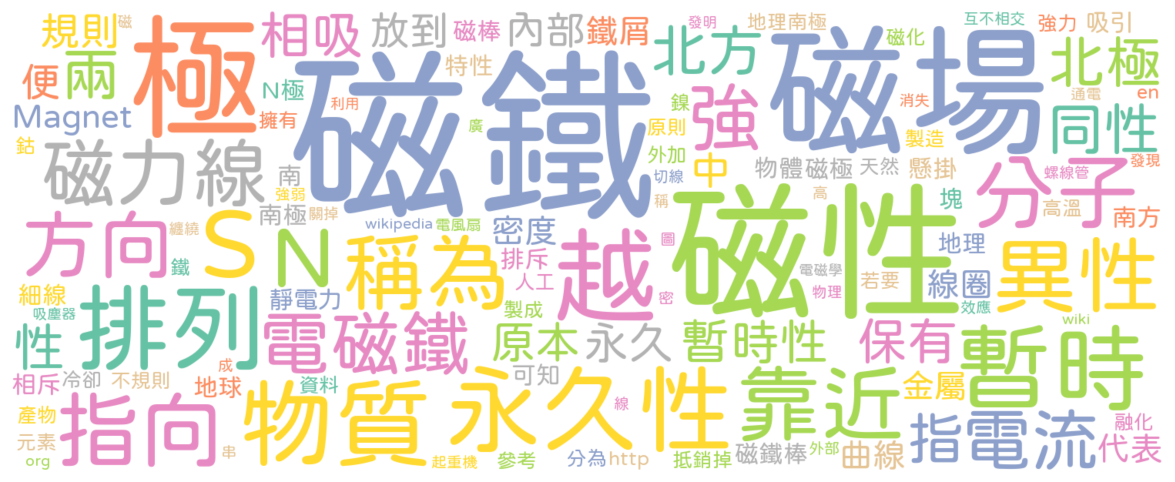 規則
磁
極
相吸
放到
磁棒
內部
鐵屑
發明
地理南極
磁化
互不相交
強力
吸引
便
兩
N極
特性
北方
磁場
北極
Magnet
擁有
利用
磁鐵
廣
鎳
強
消失
通電
en
鈷
原則
製造
同性
磁力線
南
外加
中
物體
磁極
天然
懸掛
螺線管
發現
強弱
切線
稱
分子
南極
關掉
wikipedia
電風扇
密度
磁性
高
塊
高溫
南方
方向
纏繞
S
N
稱為
排斥
越
圖
地理
異性
鐵
人工
電磁學
若要
線圈
細線
吸塵器
排列
靜電力
製成
密
物理
效應
性
電磁鐵
原本
永久
暫時性
保有
wiki
暫時
相斥
冷卻
不規則
成
地球
資料
可知
靠近
金屬
產物
指向
物質
永久性
線
指
電流
融化
代表
元素
串
org
起重機
參考
分為
http
抵銷掉
磁鐵棒
外部
曲線